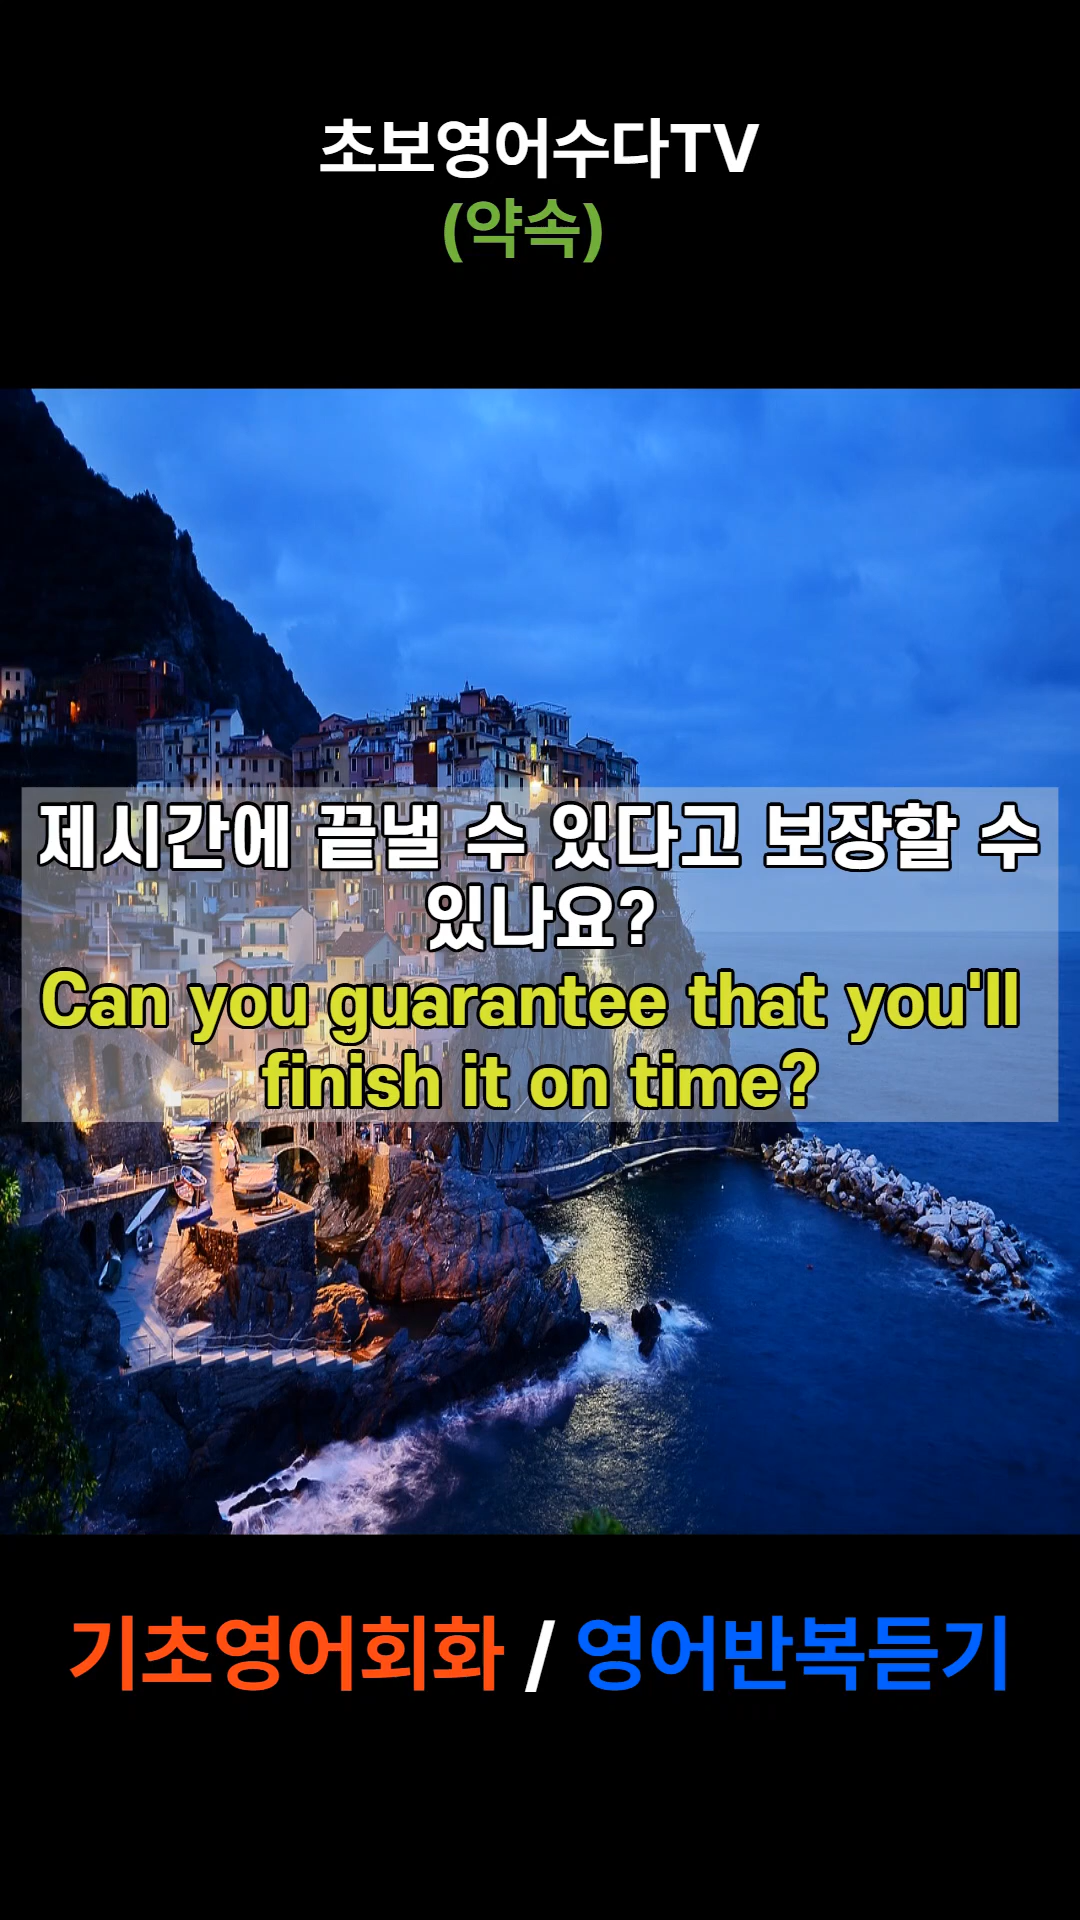 초보영어수다TV
(약속)
제시간에 끝낼 수 있다고 보장할 수
있나요?
Can you guarantee that you'll
finish it on time?
기초영어회화 / 영어반복듣기